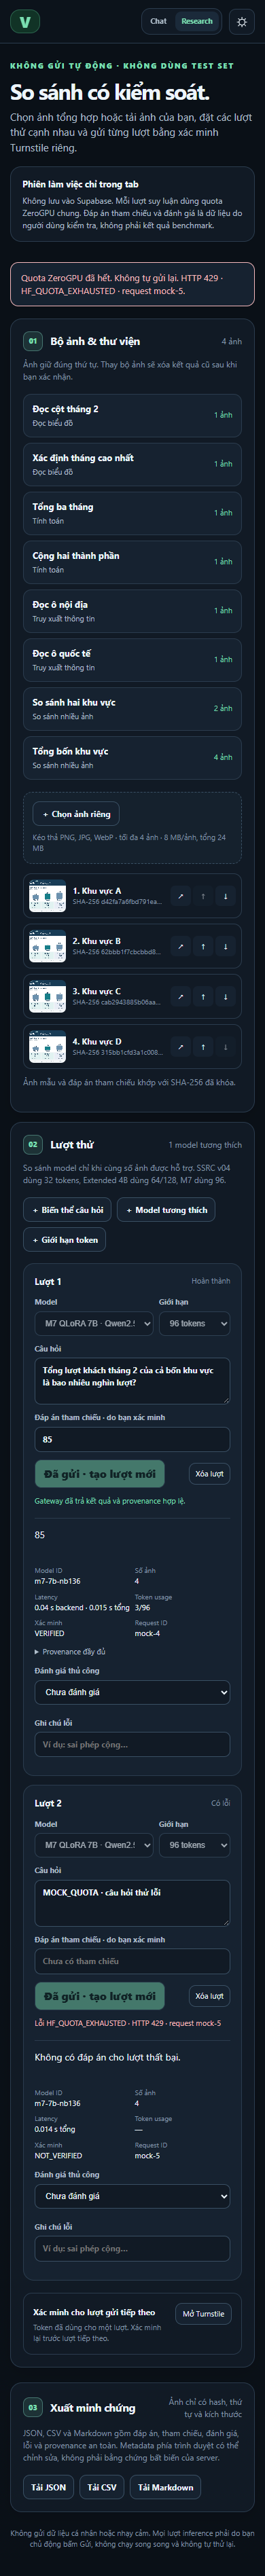 V
Chat
Research
KHÔNG GỬI TỰ ĐỘNG · KHÔNG DÙNG TEST SET
So sánh có kiểm soát.
Chọn ảnh tổng hợp hoặc tải ảnh của bạn, đặt các lượt
thử cạnh nhau và gửi từng lượt bằng xác minh
Turnstile riêng.
Phiên làm việc chỉ trong tab
Không lưu vào Supabase. Mỗi lượt suy luận dùng quota
ZeroGPU chung. Đáp án tham chiếu và đánh giá là dữ liệu do
người dùng kiểm tra, không phải kết quả benchmark.
Quota ZeroGPU đã hết. Không tự gửi lại. HTTP 429 ·
HF_QUOTA_EXHAUSTED · request mock-5.
01
Bộ ảnh & thư viện
4 ảnh
Ảnh giữ đúng thứ tự. Thay bộ ảnh sẽ xóa kết quả cũ sau khi
bạn xác nhận.
Đọc cột tháng 2
Đọc biểu đồ
1 ảnh
Xác định tháng cao nhất
Đọc biểu đồ
1 ảnh
Tổng ba tháng
Tính toán
1 ảnh
Cộng hai thành phần
Tính toán
1 ảnh
Đọc ô nội địa
Truy xuất thông tin
1 ảnh
Đọc ô quốc tế
Truy xuất thông tin
1 ảnh
So sánh hai khu vực
So sánh nhiều ảnh
2 ảnh
Tổng bốn khu vực
So sánh nhiều ảnh
4 ảnh
+ Chọn ảnh riêng
Kéo thả PNG, JPG, WebP · tối đa 4 ảnh · 8 MB/ảnh, tổng 24
MB
1. Khu vực A
SHA-256 d42fa7a6fbd791ea...
↗ ↑ ↓
2. Khu vực B
SHA-256 62bbb1f7cbcbbd8...
↗ ↑ ↓
3. Khu vực C
SHA-256 cab2943885b06aa...
↗ ↑ ↓
4. Khu vực D
SHA-256 315bb1cfd3a1c008...
↗ ↑ ↓
Ảnh mẫu và đáp án tham chiếu khớp với SHA-256 đã khóa.
02
Lượt thử
1 model tương thích
So sánh model chỉ khi cùng số ảnh được hỗ trợ. SSRC v04
dùng 32 tokens, Extended 4B dùng 64/128, M7 dùng 96.
+ Biến thể câu hỏi
+ Model tương thích
+ Giới hạn token
Lượt 1
Hoàn thành
Model
Giới hạn
M7 QLoRA 7B · Qwen2.5
96 tokens
Câu hỏi
Tổng lượt khách tháng 2 của cả bốn khu vực
là bao nhiêu nghìn lượt?
Đáp án tham chiếu · do bạn xác minh
85
Đã gửi · tạo lượt mới
Xóa lượt
Gateway đã trả kết quả và provenance hợp lệ.
85
Model ID
Số ảnh
m7-7b-nb136
4
Latency
Token usage
0.04 s backend · 0.015 s tổng
3/96
Xác minh
Request ID
VERIFIED
mock-4
▶ Provenance đầy đủ
Đánh giá thủ công
Chưa đánh giá
Ghi chú lỗi
Ví dụ: sai phép cộng...
Lượt 2
Có lỗi
Model
Giới hạn
M7 QLoRA 7B · Qwen2.5
96 tokens
Câu hỏi
MOCK_QUOTA · câu hỏi thử lỗi
Đáp án tham chiếu · do bạn xác minh
Chưa có tham chiếu
Đã gửi · tạo lượt mới
Xóa lượt
Lỗi HF_QUOTA_EXHAUSTED · HTTP 429 · request mock-5
Không có đáp án cho lượt thất bại.
Model ID
Số ảnh
m7-7b-nb136
4
Latency
Token usage
0.014 s tổng
—
Xác minh
Request ID
NOT_VERIFIED
mock-5
Đánh giá thủ công
Chưa đánh giá
Ghi chú lỗi
Ví dụ: sai phép cộng...
Xác minh cho lượt gửi tiếp theo
Token đã dùng cho một lượt. Xác minh
lại trước lượt tiếp theo.
Mở Turnstile
03
Xuất minh chứng
Ảnh chỉ có hash, thứ
tự và kích thước
JSON, CSV và Markdown gồm đáp án, tham chiếu, đánh giá,
lỗi và provenance an toàn. Metadata phía trình duyệt có thể
chỉnh sửa, không phải bằng chứng bất biến của server.
Tải JSON
Tải CSV
Tải Markdown
Không gửi dữ liệu cá nhân hoặc nhạy cảm. Mọi lượt inference phải do bạn
chủ động bấm Gửi, không chạy song song và không tự thử lại.